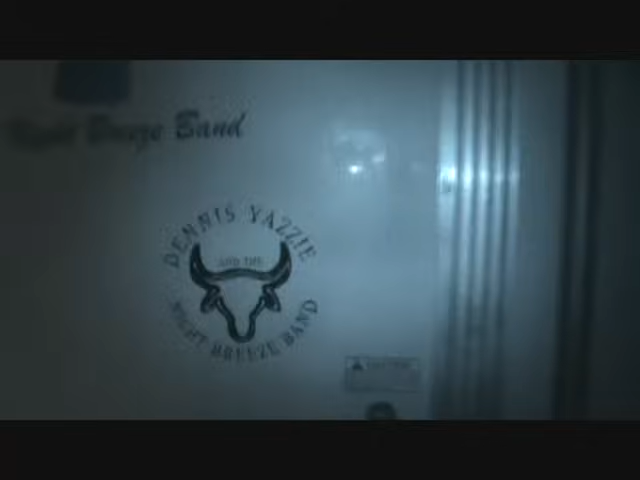 Night Breeze Band
DENNIS YAZZIE
AND THE
NIGHT BREEZE BAND